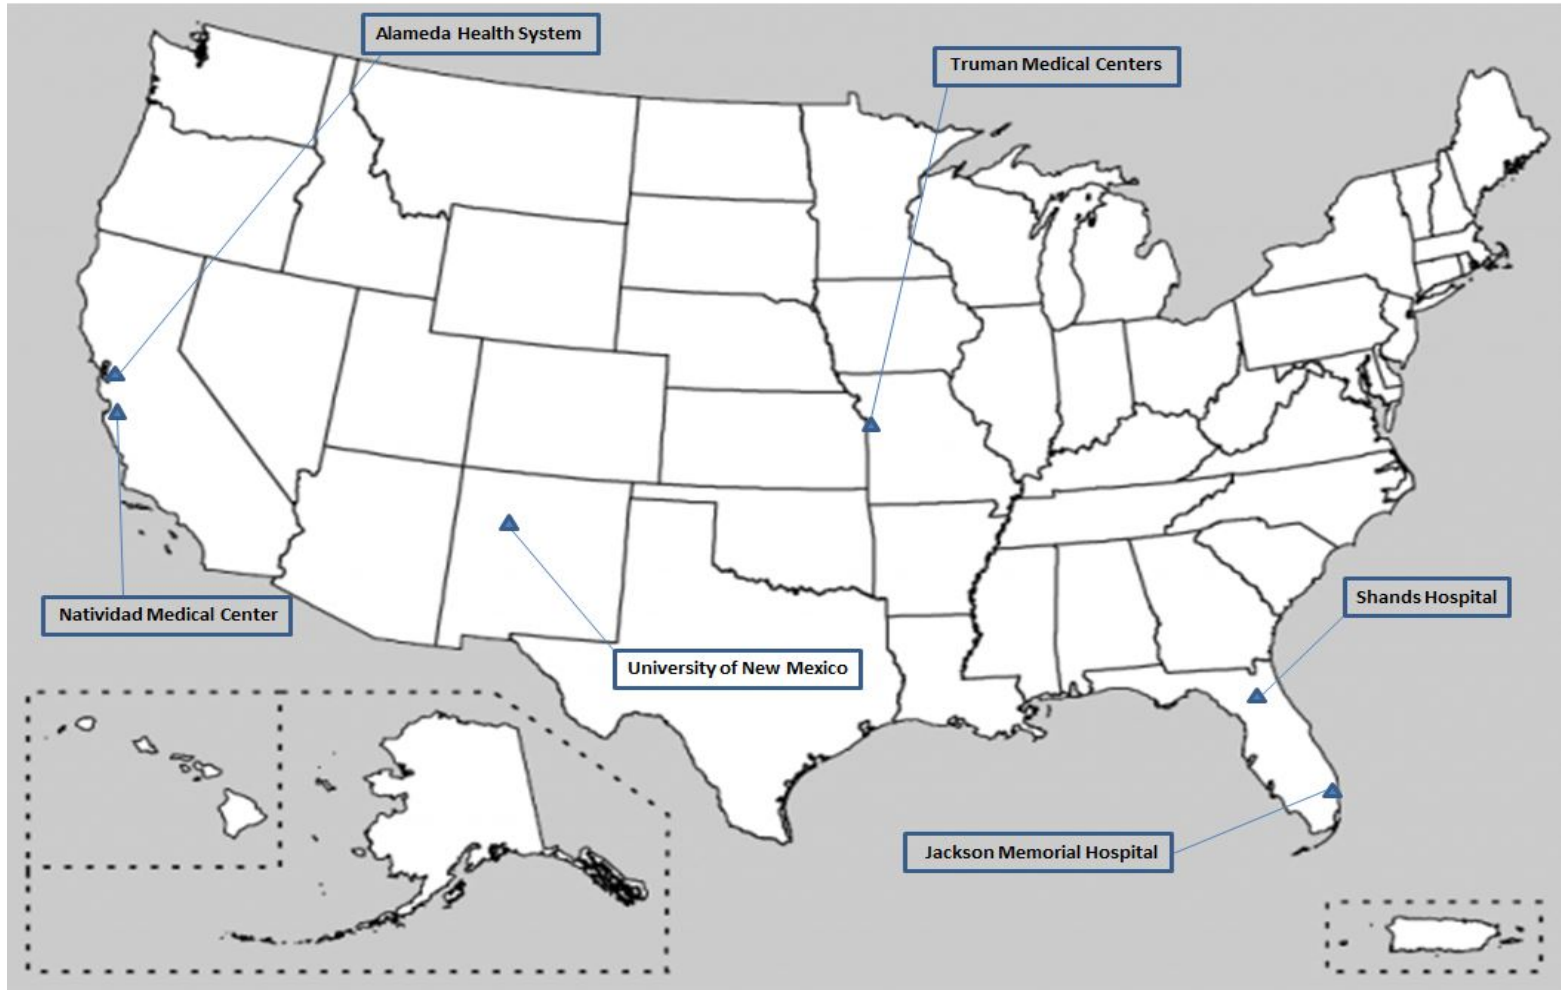 Alameda Health System
Truman Medical Centers
Natividad Medical Center
Shands Hospital
University of New Mexico
Jackson Memorial Hospital